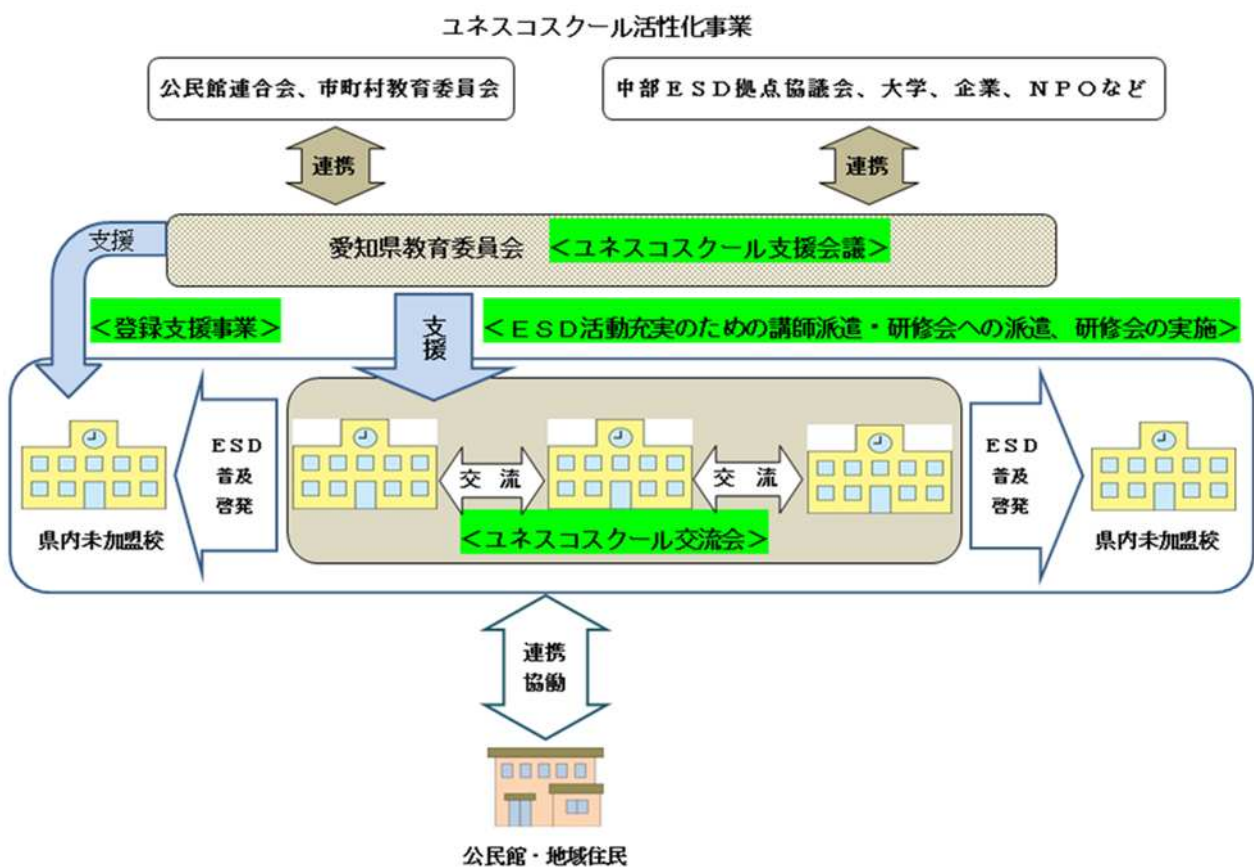 ユネスコスクール活性化事業
公民館連合会、市町村教育委員会
中部ESD拠点協議会、大学、企業、NPOなど
連携
連携
支援
愛知県教育委員会
<ユネスコスクール支援会議>
<登録支援事業>
支援
<ESD活動充実のための講師派遣・研修会への派遣、研修会の実施>
県内未加盟校
ESD
普及
啓発
交 流
交 流
<ユネスコスクール交流会>
ESD
普及
啓発
県内未加盟校
連携
協働
公民館・地域住民